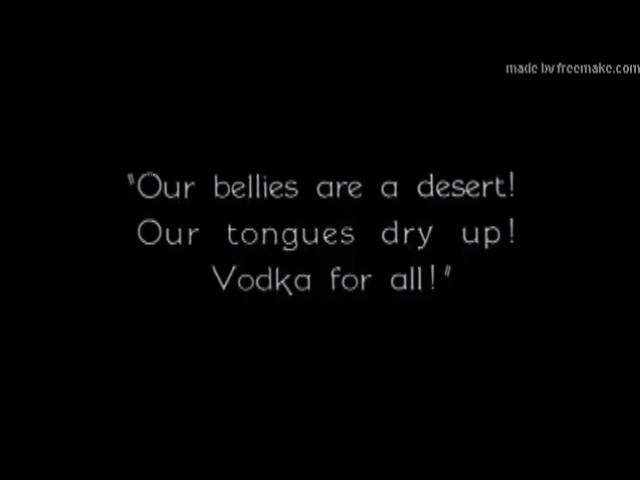 made by freemake.com
"Our bellies are a desert!
Our tongues dry up!
Vodka for all!"